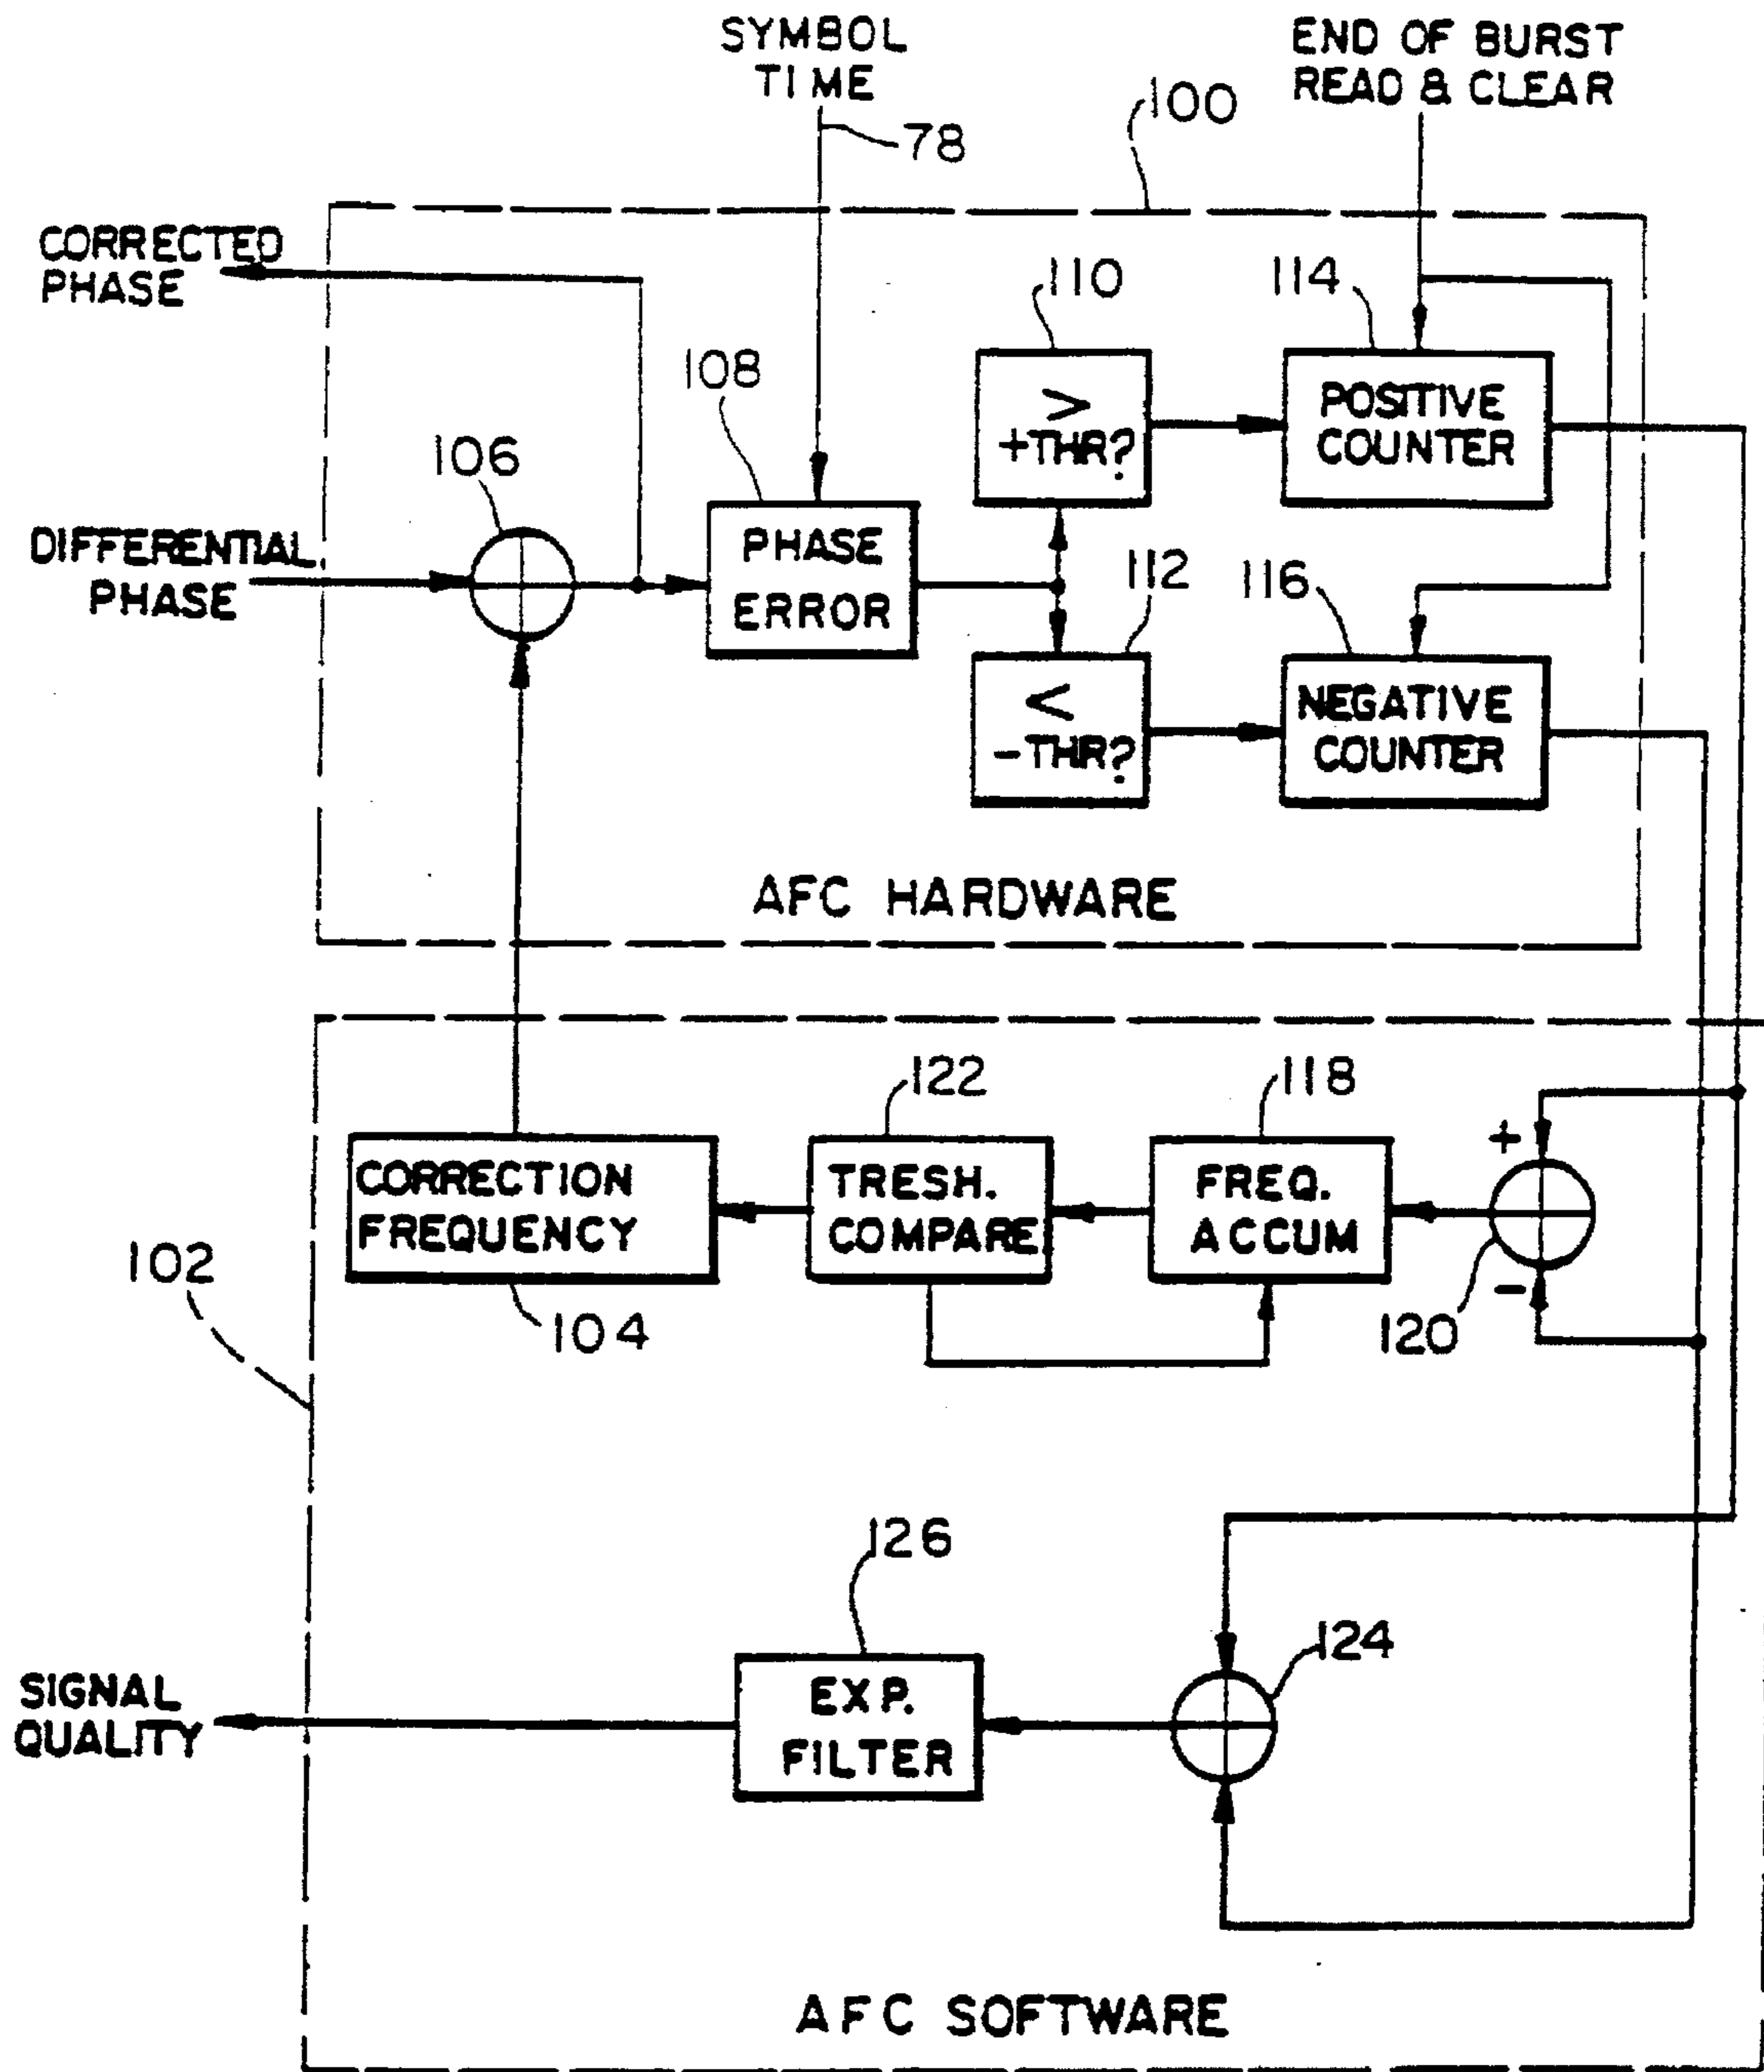 SYMBOL
TIME
78
END OF BURST
READ & CLEAR
100
CORRECTED
PHASE
110
114
108
>
+THR?
POSITIVE
COUNTER
106
DIFFERENTIAL
PHASE
PHASE
ERROR
112
116
<
-THR?
NEGATIVE
COUNTER
AFC HARDWARE
122
118
CORRECTION
FREQUENCY
TRESH.
COMPARE
FREQ.
ACCUM
+
-
102
104
120
126
124
SIGNAL
QUALITY
EXP.
FILTER
AFC SOFTWARE